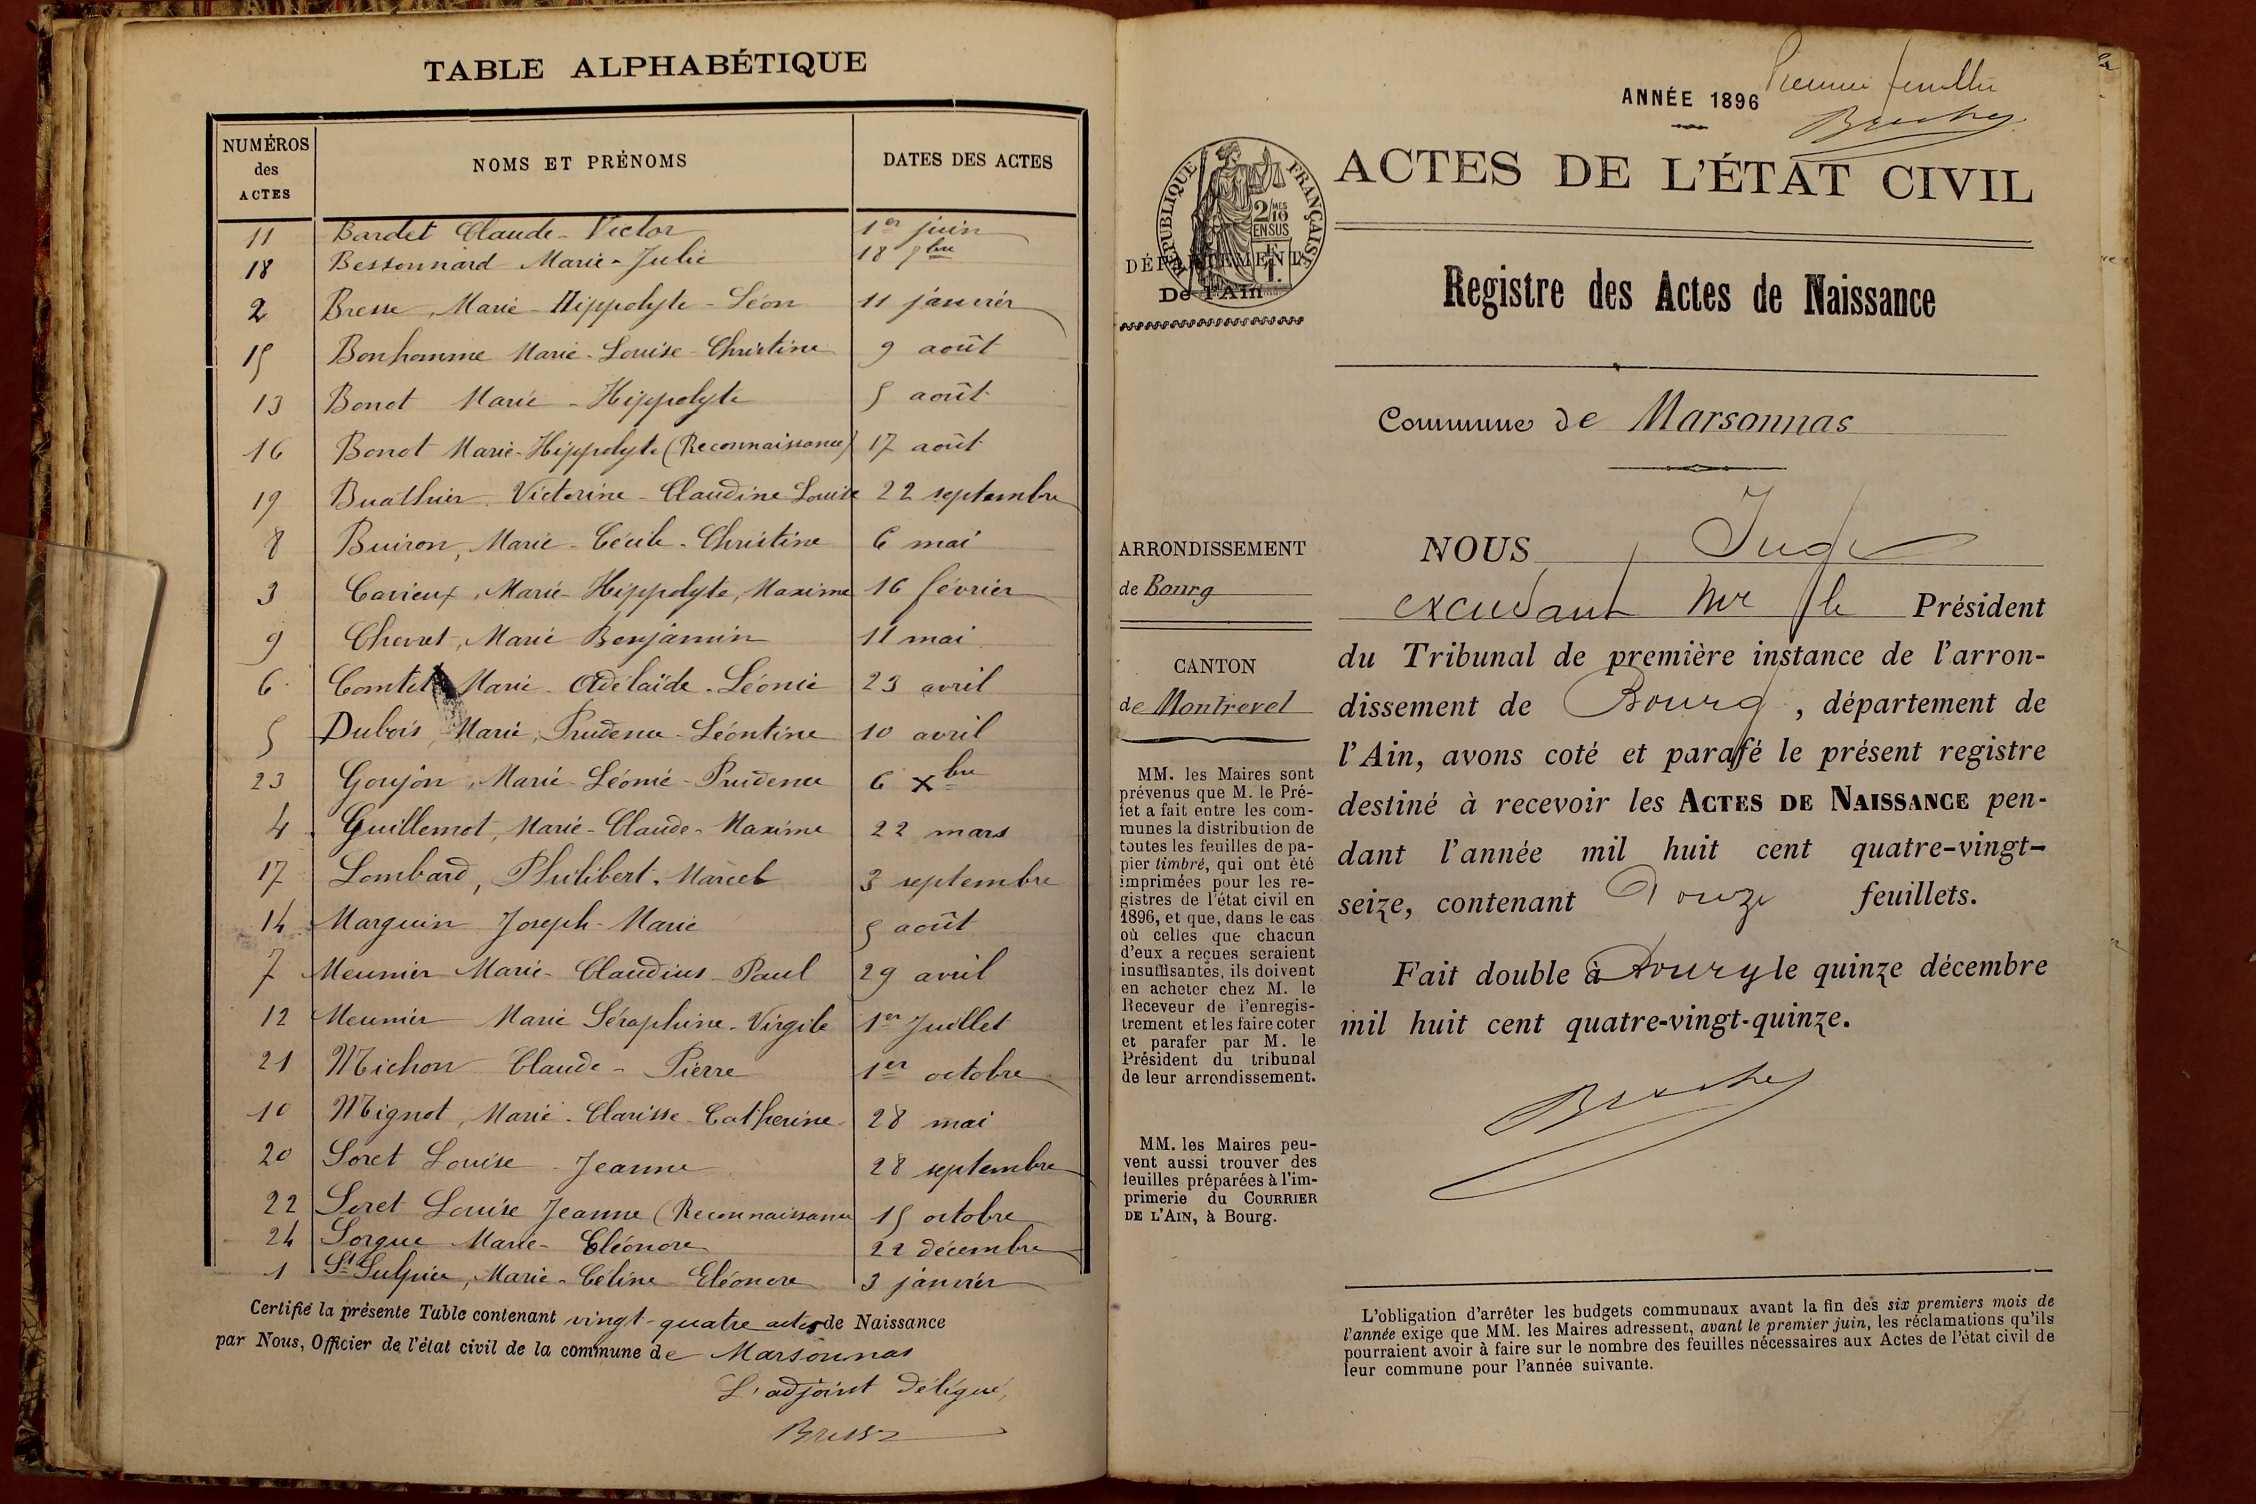 TABLE ALPHABÉTIQUE
NUMÉROS des ACTES
NOMS ET PRÉNOMS
DATES DES ACTES
11 Bardet Claude-Victor 1er juin
18 Bessonnard Marie-Julie 18 7bre
2 Bresse, Marie-Hippolyte-Léon 11 janvier
15 Bonhomme Marie-Louise-Christine 9 août
13 Bonot Marie-Hippolyte 5 août
16 Bonot Marie-Hippolyte (Reconnaissance) 17 août
19 Buathier Victorine-Claudine Louise 22 septembre
8 Buiron, Marie-Cécile-Christine 6 mai
3 Carieux, Marie-Hippolyte, Maxime 16 février
9 Chevret, Marie Benjamin 11 mai
6 Comtet Marie-Adélaïde-Léonie 23 avril
5 Dubois, Marie, Prudence-Léontine 10 avril
23 Goujon, Marie-Léonie-Prudence 6 Xbre
4 Guillemot, Marie-Claude-Maxime 22 mars
17 Lombard, Philibert-Marcel 3 septembre
14 Marguin Joseph-Marie 5 août
7 Meunier Marie-Claudius-Paul 29 avril
12 Meunier Marie Séraphine-Virgile 1er Juillet
21 Michon Claude-Pierre 1er octobre
10 Mignot, Marie-Clarisse-Catherine 28 mai
20 Soret Louise-Jeanne 28 septembre
22 Soret Louise Jeanne (Reconnaissance 15 octobre
24 Sorgue Marie-Eléonore 22 décembre
1 St Sulpice, Marie-Céline Eléonore 3 janvier
Certifié la présente Table contenant vingt-quatre actes de Naissance
par Nous, Officier de l'état civil de la commune de Marsonnas
L'adjoint délégué,
Bresse
ANNÉE 1896
ACTES DE L'ÉTAT CIVIL
RÉPUBLIQUE FRANÇAISE
2/10 MES
EN SUS
DÉPARTEMENT
De l'Ain
Registre des Actes de Naissance
Commune de Marsonnas
ARRONDISSEMENT
de Bourg
CANTON
de Montrevel
MM. les Maires sont
prévenus que M. le Pré-
fet a fait entre les com-
munes la distribution de
toutes les feuilles de pa-
pier timbré, qui ont été
imprimées pour les re-
gistres de l'état civil en
1896, et que, dans le cas
où celles que chacun
d'eux a reçues seraient
insuffisantes, ils doivent
en acheter chez M. le
Receveur de l'enregis-
trement et les faire coter
et parafer par M. le
Président du tribunal
de leur arrondissement.
MM. les Maires peu-
vent aussi trouver des
feuilles préparées à l'im-
primerie du COURRIER
DE L'AIN, à Bourg.
NOUS Juge
excusant Mr le Président
du Tribunal de première instance de l'arron-
dissement de Bourg, département de
l'Ain, avons coté et parafé le présent registre
destiné à recevoir les ACTES DE NAISSANCE pen-
dant l'année mil huit cent quatre-vingt-
seize, contenant Douze feuillets.
Fait double à Bourg le quinze décembre
mil huit cent quatre-vingt-quinze.
L'obligation d'arrêter les budgets communaux avant la fin des six premiers mois de
l'année exige que MM. les Maires adressent, avant le premier juin, les réclamations qu'ils
pourraient avoir à faire sur le nombre des feuilles nécessaires aux Actes de l'état civil de
leur commune pour l'année suivante.